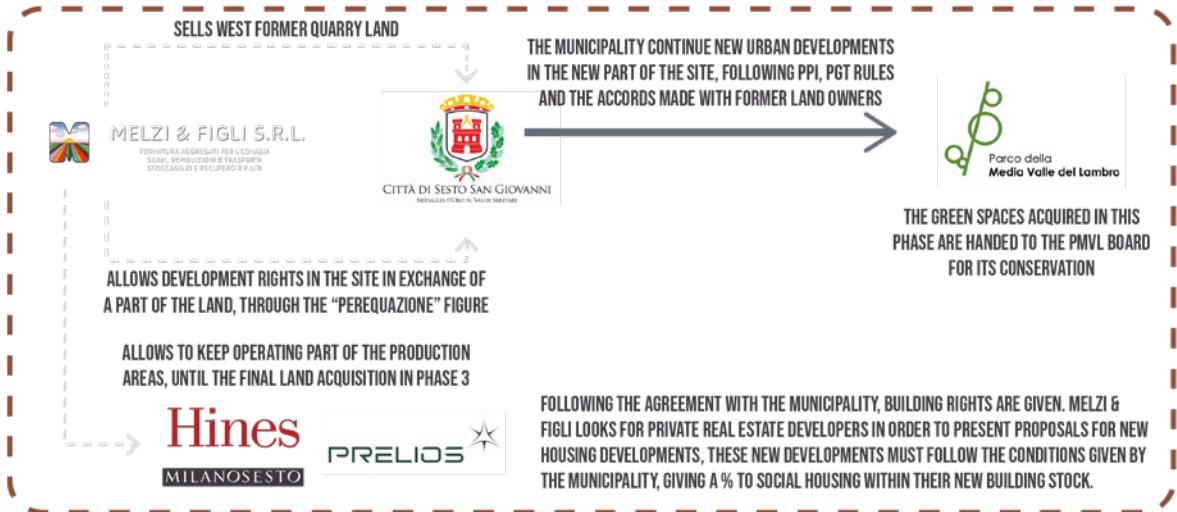 SELLS WEST FORMER QUARRY LAND
MELZI & FIGLI S.R.L.
FORNITURA AGGREGATI PER L'EDILIZIA
SCAVI, DEMOLIZIONI E TRASPORTI
STOCCAGGIO E RECUPERO RIFIUTI
CITTÀ DI SESTO SAN GIOVANNI
MEDAGLIA D'ORO AL VALOR MILITARE
THE MUNICIPALITY CONTINUE NEW URBAN DEVELOPMENTS
IN THE NEW PART OF THE SITE, FOLLOWING PPI, PGT RULES
AND THE ACCORDS MADE WITH FORMER LAND OWNERS
Parco della
Media Valle del Lambro
THE GREEN SPACES ACQUIRED IN THIS
PHASE ARE HANDED TO THE PMVL BOARD
FOR ITS CONSERVATION
ALLOWS DEVELOPMENT RIGHTS IN THE SITE IN EXCHANGE OF
A PART OF THE LAND, THROUGH THE “PEREQUAZIONE” FIGURE
ALLOWS TO KEEP OPERATING PART OF THE PRODUCTION
AREAS, UNTIL THE FINAL LAND ACQUISITION IN PHASE 3
Hines
MILANOSESTO
PRELIOS
FOLLOWING THE AGREEMENT WITH THE MUNICIPALITY, BUILDING RIGHTS ARE GIVEN. MELZI &
FIGLI LOOKS FOR PRIVATE REAL ESTATE DEVELOPERS IN ORDER TO PRESENT PROPOSALS FOR NEW
HOUSING DEVELOPMENTS, THESE NEW DEVELOPMENTS MUST FOLLOW THE CONDITIONS GIVEN BY
THE MUNICIPALITY, GIVING A % TO SOCIAL HOUSING WITHIN THEIR NEW BUILDING STOCK.